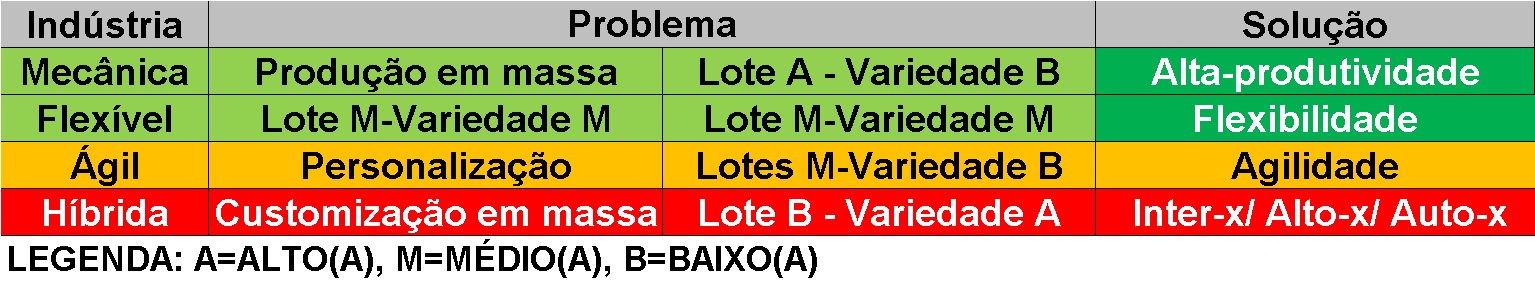 Indústria Problema Solução
Mecânica Produção em massa Lote A - Variedade B Alta-produtividade
Flexível Lote M-Variedade M Lote M-Variedade M Flexibilidade
Ágil Personalização Lotes M-Variedade B Agilidade
Híbrida Customização em massa Lote B - Variedade A Inter-x/ Alto-x/ Auto-x
LEGENDA: A=ALTO(A), M=MÉDIO(A), B=BAIXO(A)